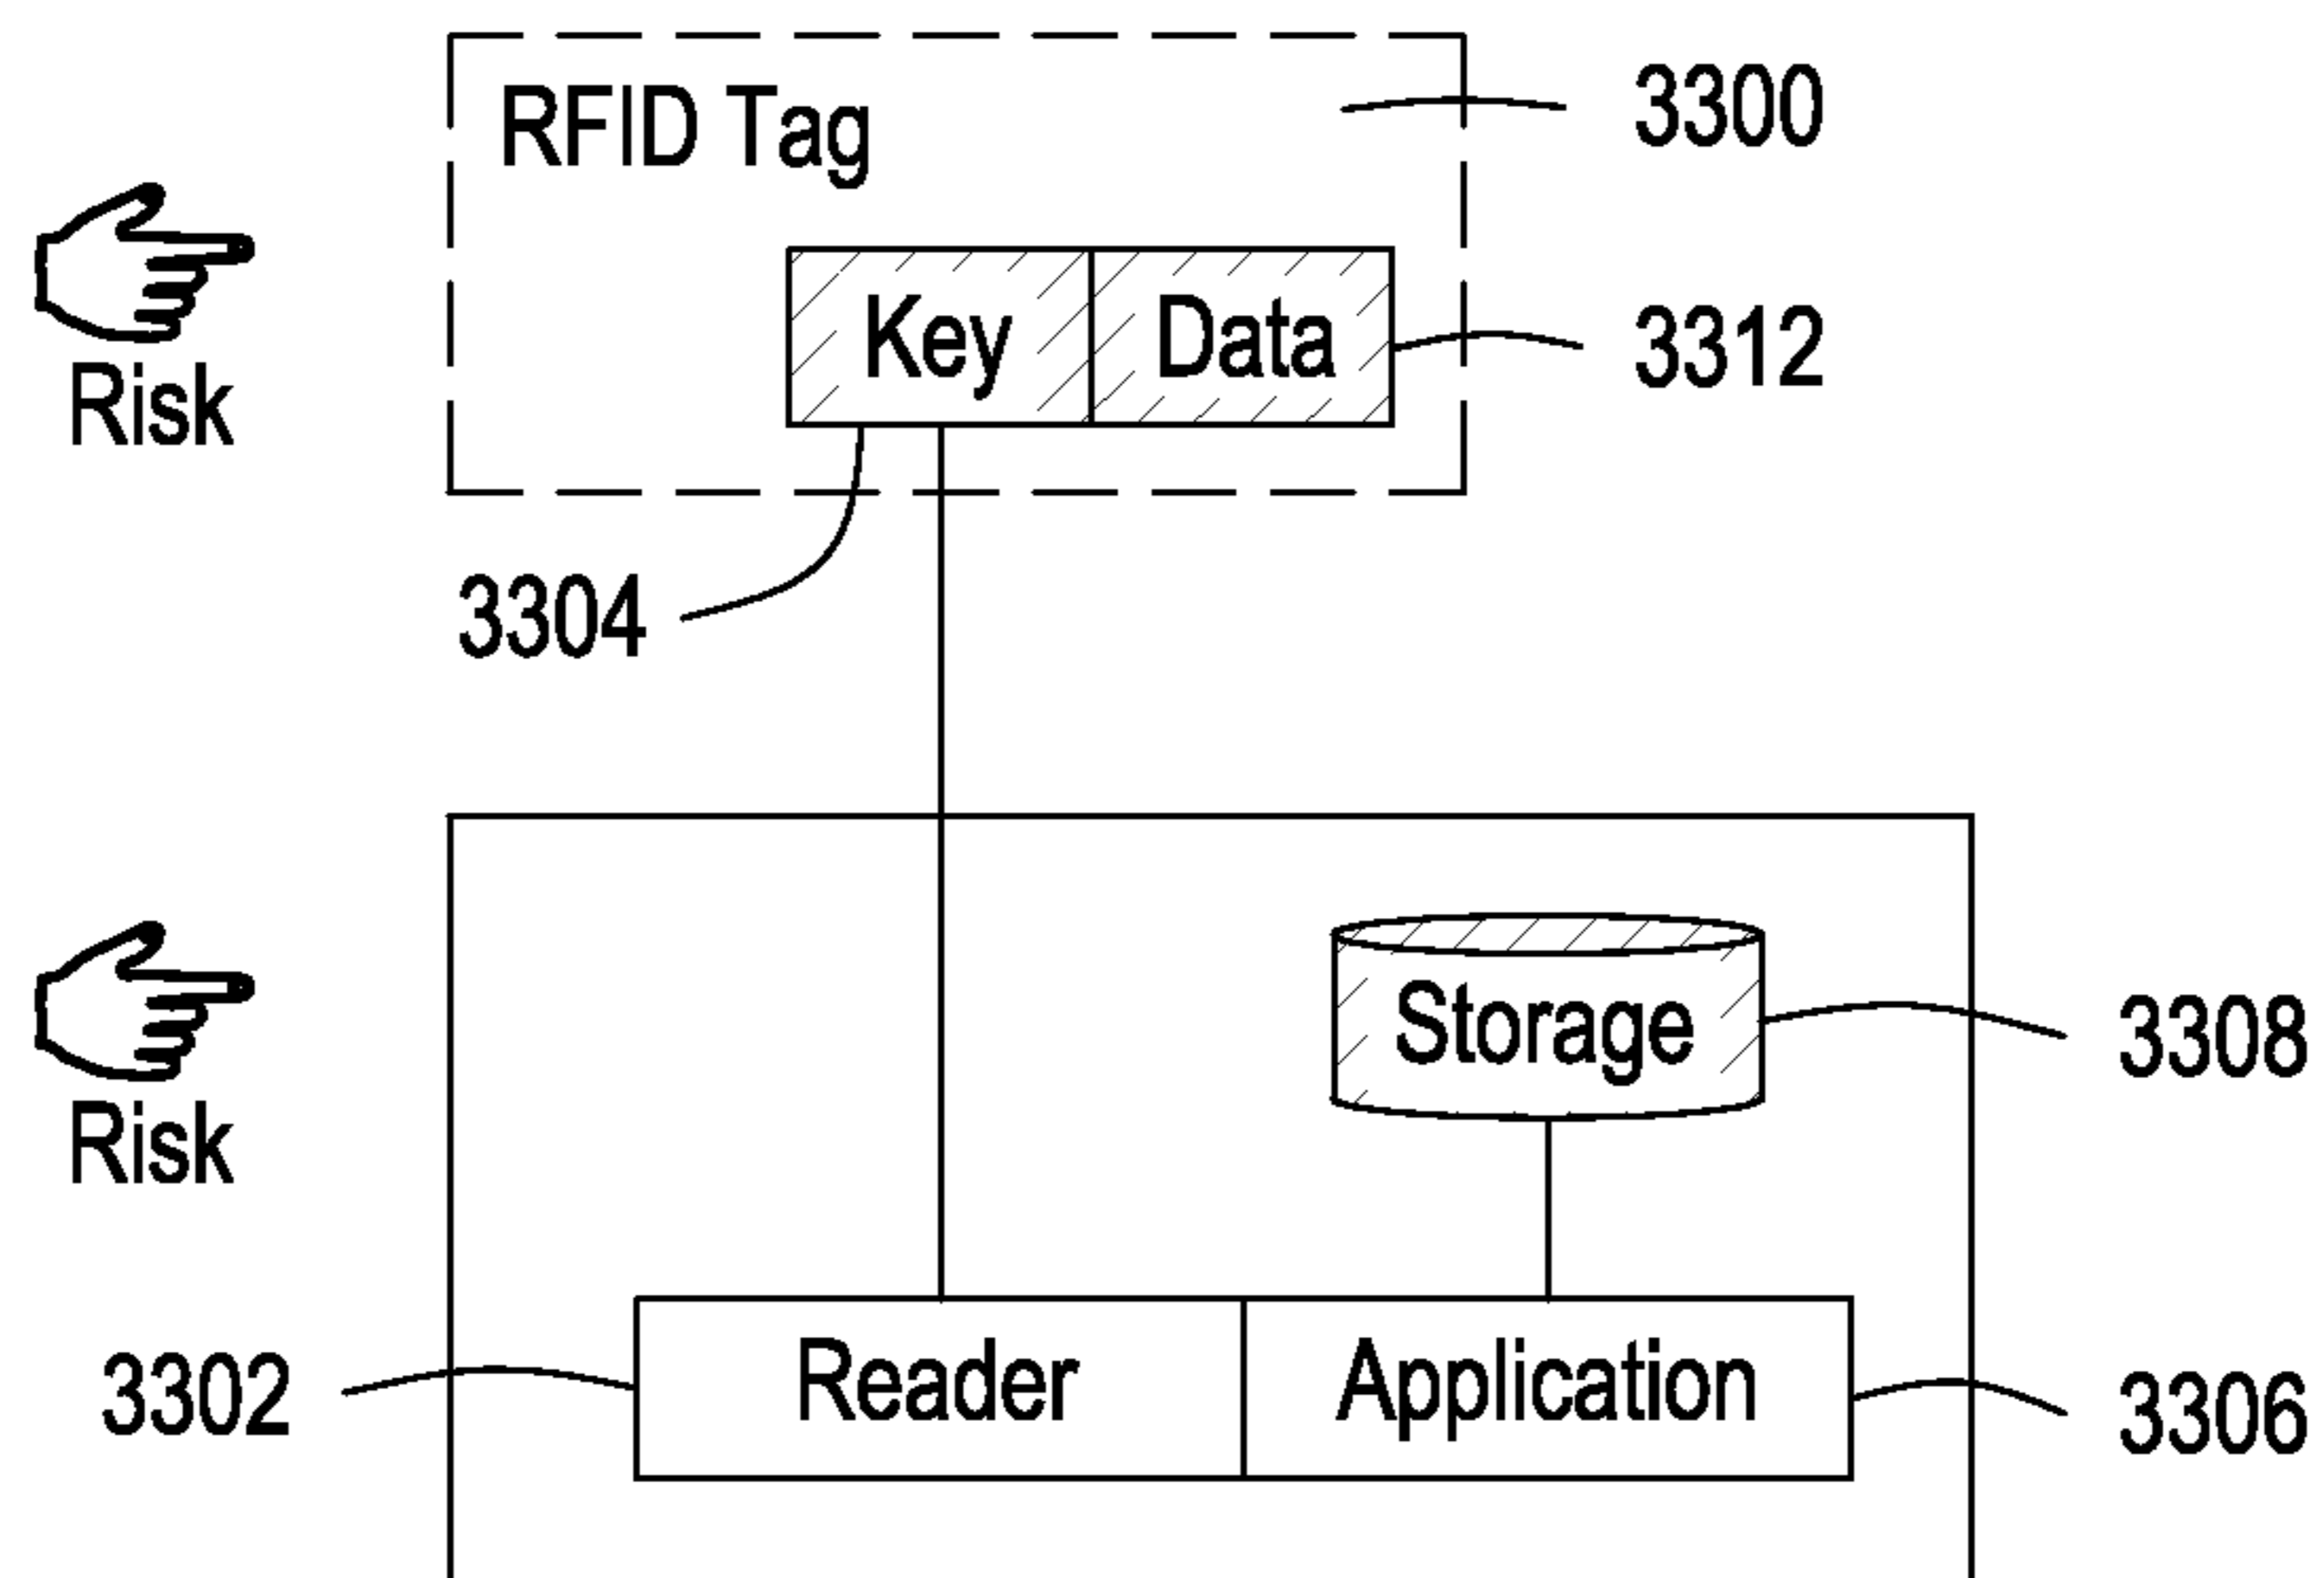 RFID Tag
3300
Key
Data
3312
Risk
3304
Storage
3308
Risk
3302
Reader
Application
3306